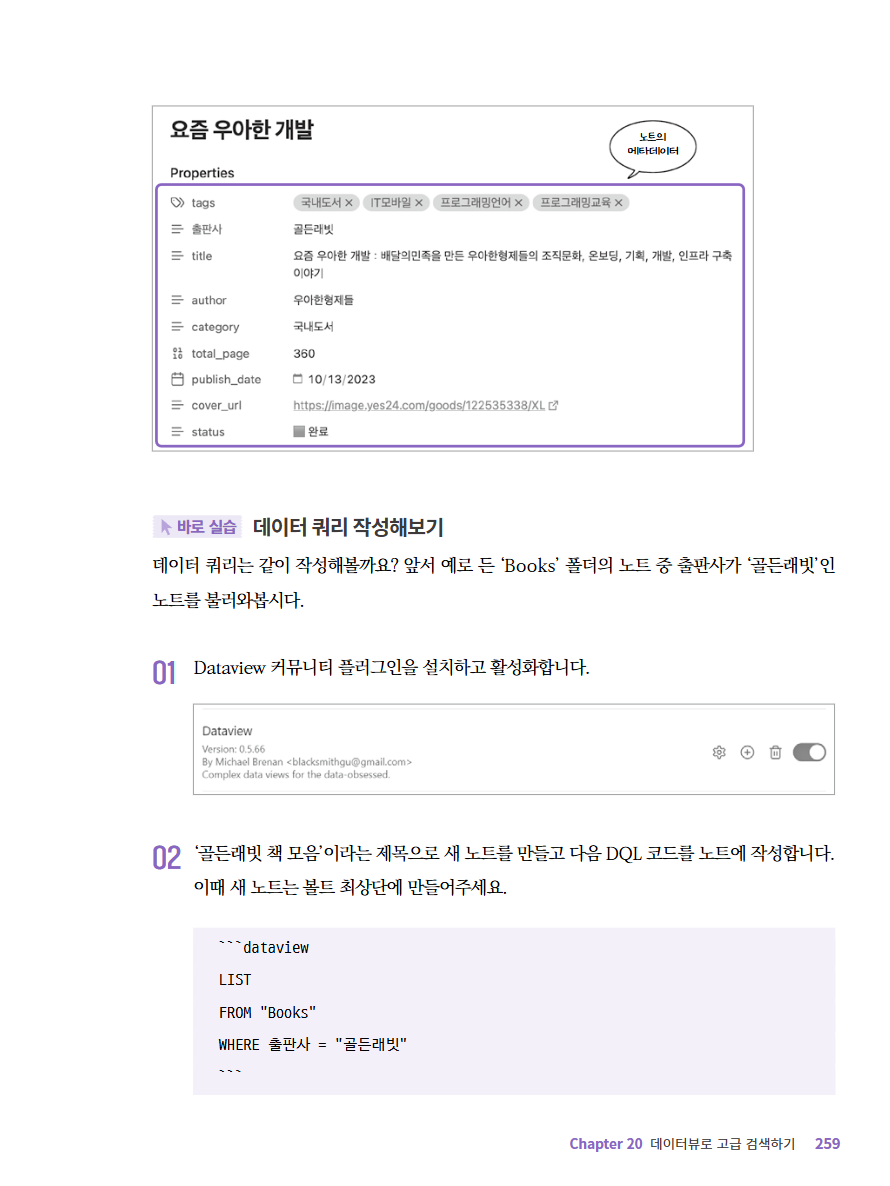 요즘 우아한 개발
노트의
메타데이터
Properties
tags 국내도서 × IT모바일 × 프로그래밍언어 × 프로그래밍교육 ×
출판사 골든래빗
title 요즘 우아한 개발 : 배달의민족을 만든 우아한형제들의 조직문화, 온보딩, 기획, 개발, 인프라 구축
이야기
author 우아한형제들
category 국내도서
total_page 360
publish_date 10/13/2023
cover_url https://image.yes24.com/goods/122535338/XL
status 완료
바로 실습 데이터 쿼리 작성해보기
데이터 쿼리는 같이 작성해볼까요? 앞서 예로 든 ‘Books’ 폴더의 노트 중 출판사가 ‘골든래빗’인
노트를 불러와봅시다.
01 Dataview 커뮤니티 플러그인을 설치하고 활성화합니다.
Dataview
Version: 0.5.66
By Michael Brenan <blacksmithgu@gmail.com>
Complex data views for the data-obsessed.
02 ‘골든래빗 책 모음’이라는 제목으로 새 노트를 만들고 다음 DQL 코드를 노트에 작성합니다.
이때 새 노트는 볼트 최상단에 만들어주세요.
```dataview
LIST
FROM "Books"
WHERE 출판사 = "골든래빗"
```
Chapter 20 데이터뷰로 고급 검색하기 259